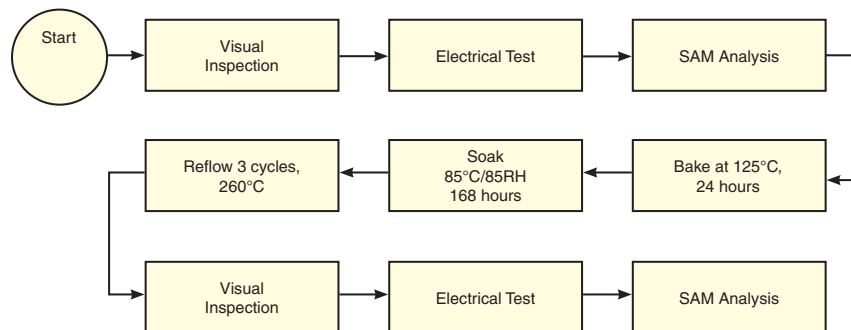 Start
Visual
Inspection
Electrical Test
SAM Analysis
Bake at 125°C,
24 hours
Soak
85°C/85RH
168 hours
Reflow 3 cycles,
260°C
Visual
Inspection
Electrical Test
SAM Analysis